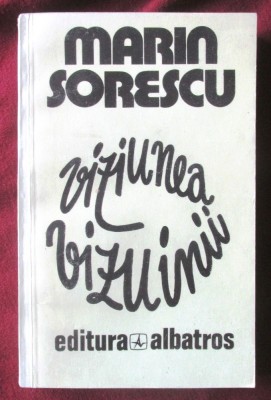 MARIN
SORESCU
viziunea
vizuinii
editura albatros